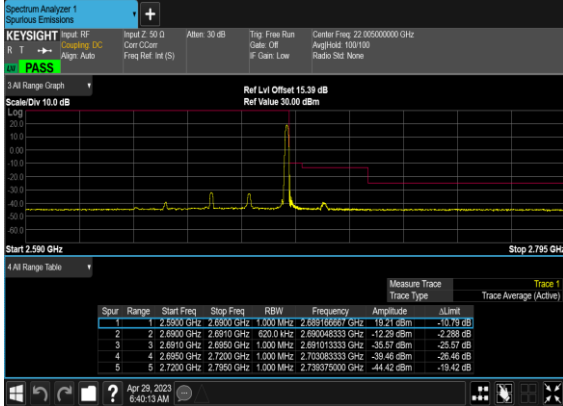 Spectrum Analyzer 1
Spurious Emissions
+
KEYSIGHT Input: RF Input Z: 50 Ω Atten: 30 dB Trig: Free Run Center Freq: 22.005000000 GHz
R T Coupling: DC Corr CCorr Gate: Off Avg|Hold: 100/100
Align: Auto Freq Ref: Int (S) IF Gain: Low Radio Std: None
PASS
3 All Range Graph
Ref Lvl Offset 15.39 dB
Scale/Div 10.0 dB Ref Value 30.00 dBm
Log
20.0
10.0
0.00
-10.0
-20.0
-30.0
-40.0
-50.0
-60.0
Start 2.590 GHz Stop 2.795 GHz
4 All Range Table
Measure Trace Trace 1
Trace Type Trace Average (Active)
Spur Range Start Freq Stop Freq RBW Frequency Amplitude ΔLimit
1 1 2.5900 GHz 2.6900 GHz 1.000 MHz 2.689166667 GHz 19.21 dBm -10.79 dB
2 2 2.6900 GHz 2.6910 GHz 620.0 kHz 2.690048333 GHz -12.29 dBm -2.288 dB
3 3 2.6910 GHz 2.6950 GHz 1.000 MHz 2.691013333 GHz -35.57 dBm -25.57 dB
4 4 2.6950 GHz 2.7200 GHz 1.000 MHz 2.703083333 GHz -39.46 dBm -26.46 dB
5 5 2.7200 GHz 2.7950 GHz 1.000 MHz 2.739375000 GHz -44.42 dBm -19.42 dB
? Apr 29, 2023
6:40:13 AM